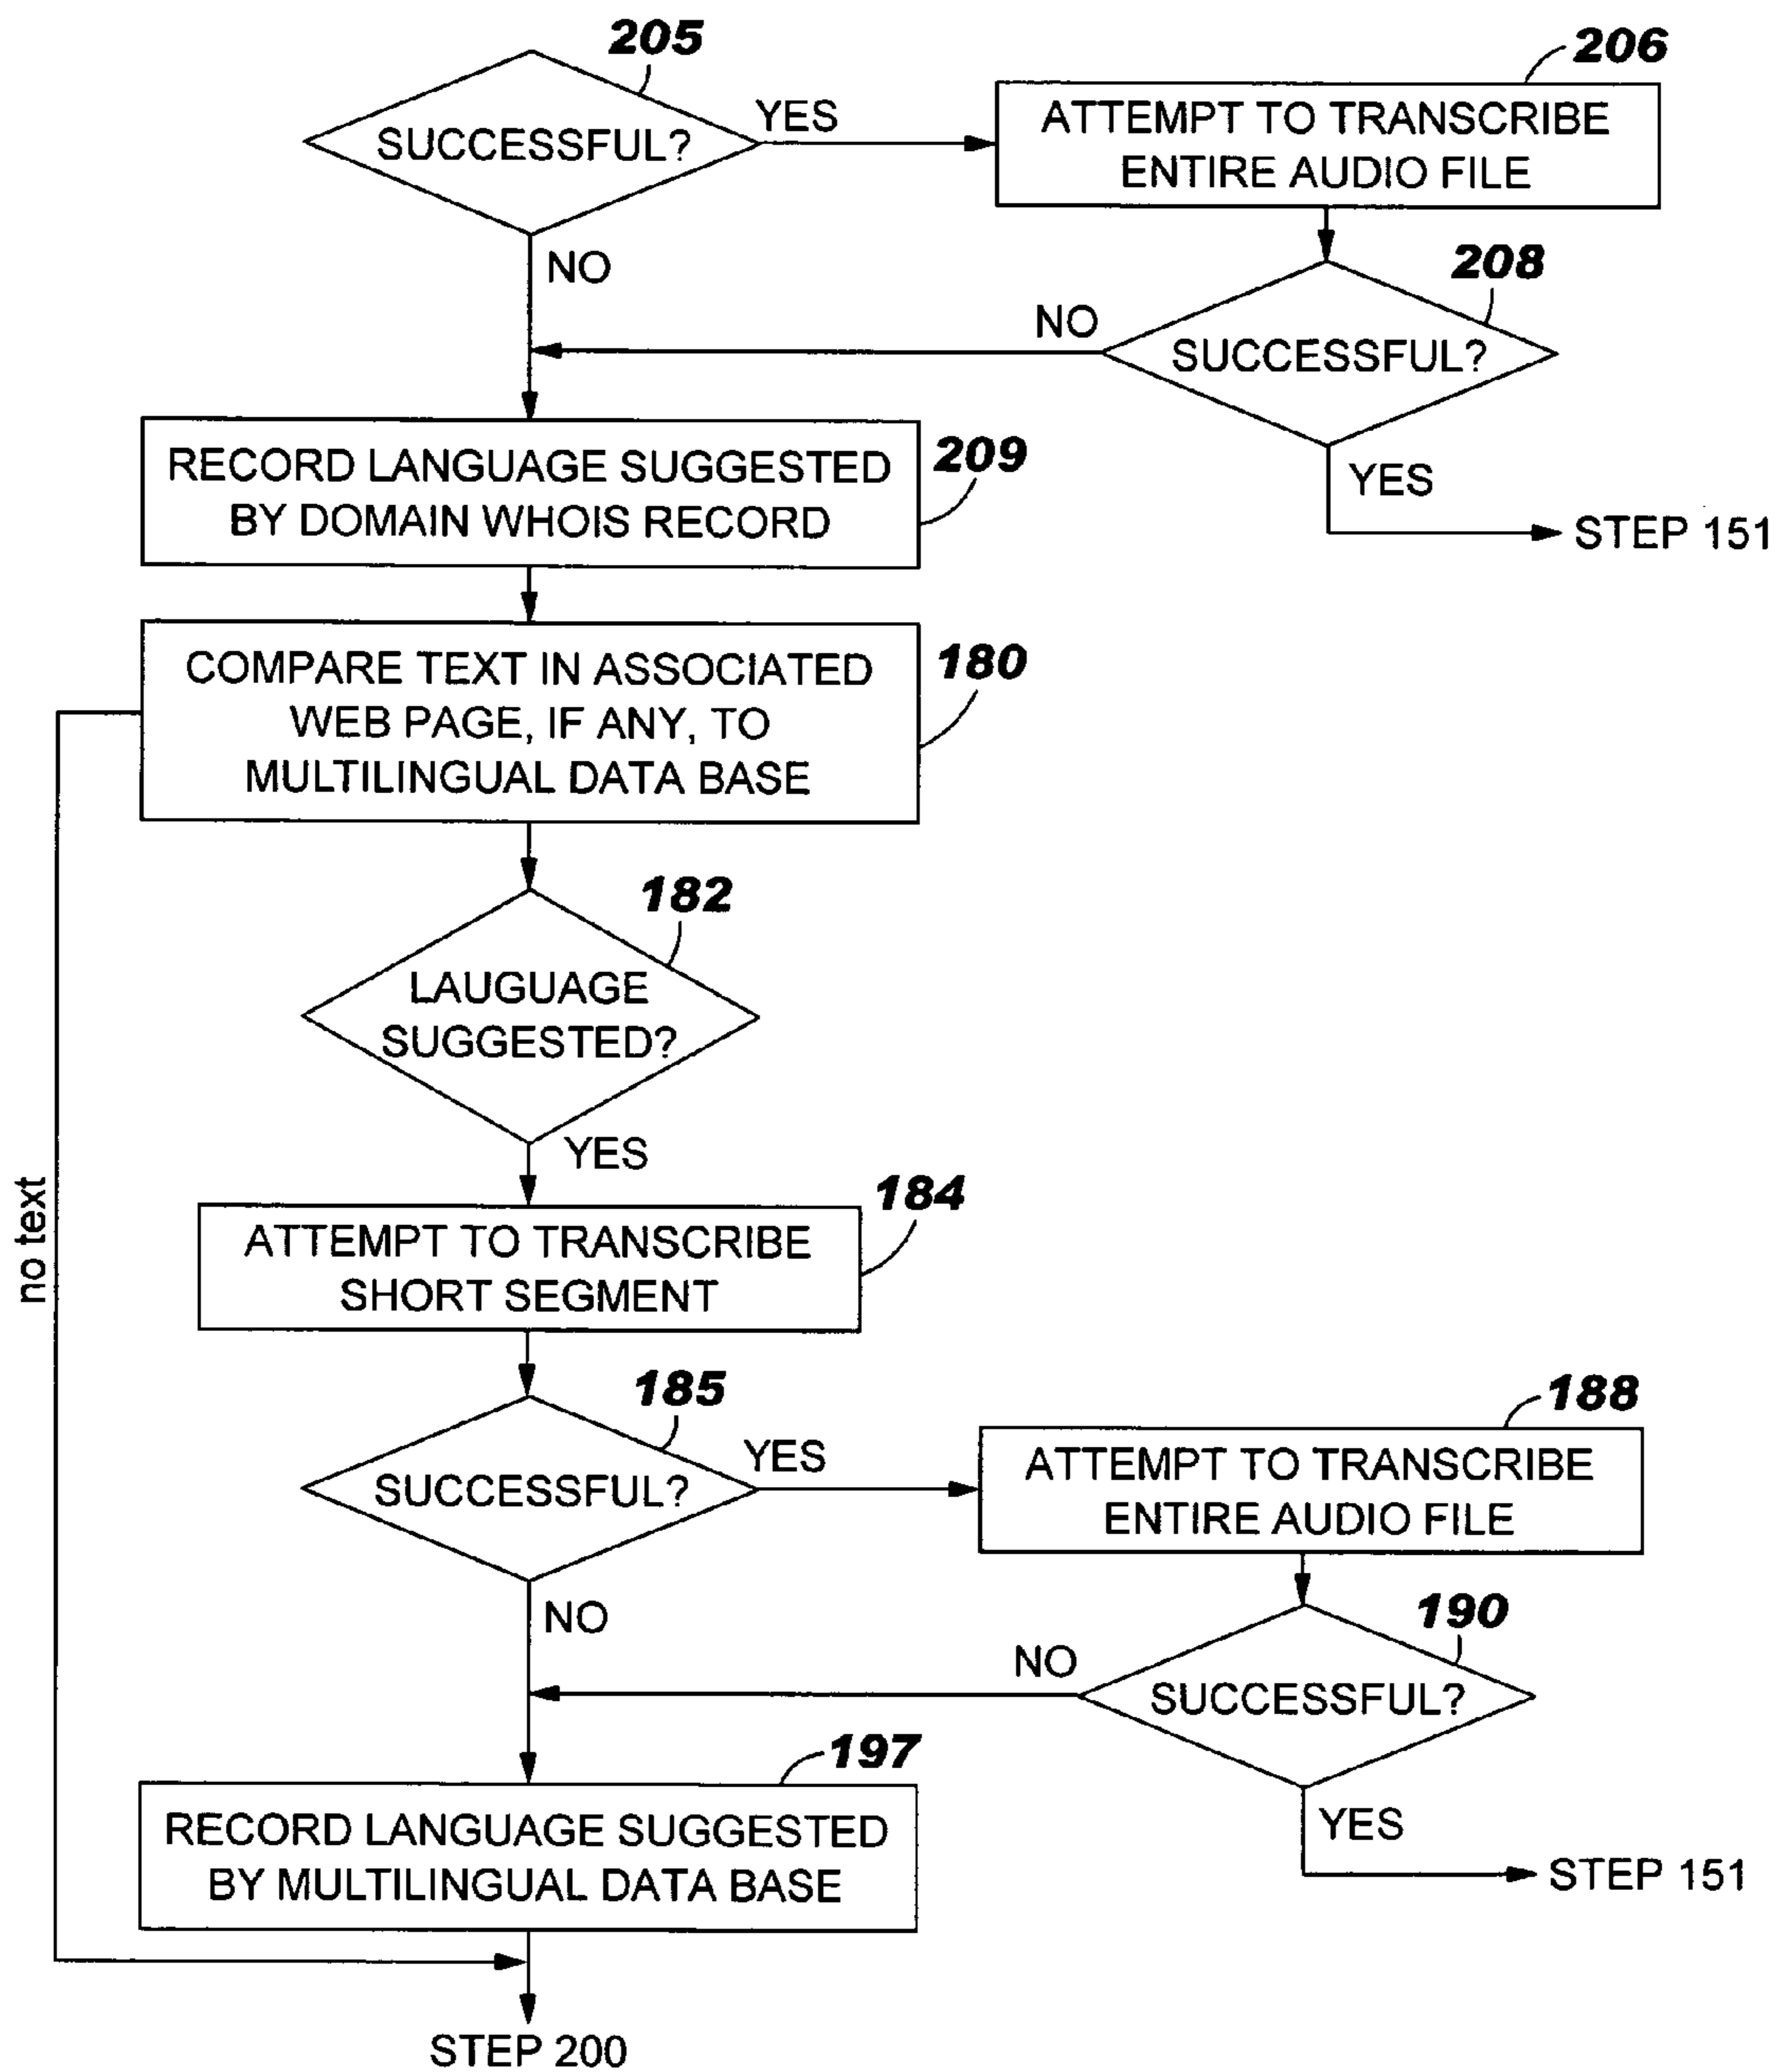 205
SUCCESSFUL?
YES
NO
206
ATTEMPT TO TRANSCRIBE
ENTIRE AUDIO FILE
208
SUCCESSFUL?
NO
YES
STEP 151
209
RECORD LANGUAGE SUGGESTED
BY DOMAIN WHOIS RECORD
180
COMPARE TEXT IN ASSOCIATED
WEB PAGE, IF ANY, TO
MULTILINGUAL DATA BASE
no text
182
LAUGUAGE
SUGGESTED?
YES
184
ATTEMPT TO TRANSCRIBE
SHORT SEGMENT
185
SUCCESSFUL?
YES
NO
188
ATTEMPT TO TRANSCRIBE
ENTIRE AUDIO FILE
190
SUCCESSFUL?
NO
YES
STEP 151
197
RECORD LANGUAGE SUGGESTED
BY MULTILINGUAL DATA BASE
STEP 200